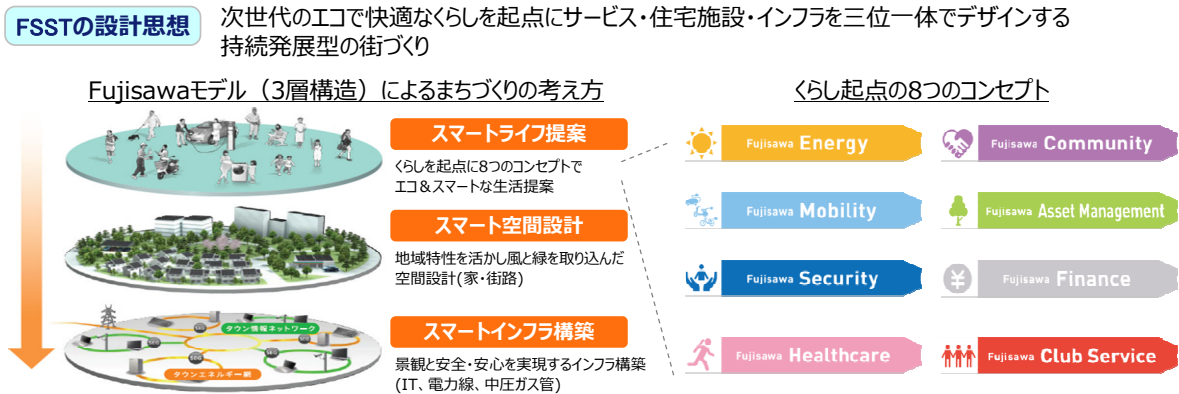 FSSTの設計思想
次世代のエコで快適なくらしを起点にサービス・住宅施設・インフラを三位一体でデザインする
持続発展型の街づくり
Fujisawaモデル（3層構造）によるまちづくりの考え方
スマートライフ提案
くらしを起点に8つのコンセプトで
エコ＆スマートな生活提案
スマート空間設計
地域特性を活かし風と緑を取り込んだ
空間設計(家・街路)
タウン情報ネットワーク
タウンエネルギー網
スマートインフラ構築
景観と安全・安心を実現するインフラ構築
(IT、電力線、中圧ガス管)
くらし起点の8つのコンセプト
Fujisawa Energy
Fujisawa Community
Fujisawa Mobility
Fujisawa Asset Management
Fujisawa Security
¥
Fujisawa Finance
Fujisawa Healthcare
Fujisawa Club Service